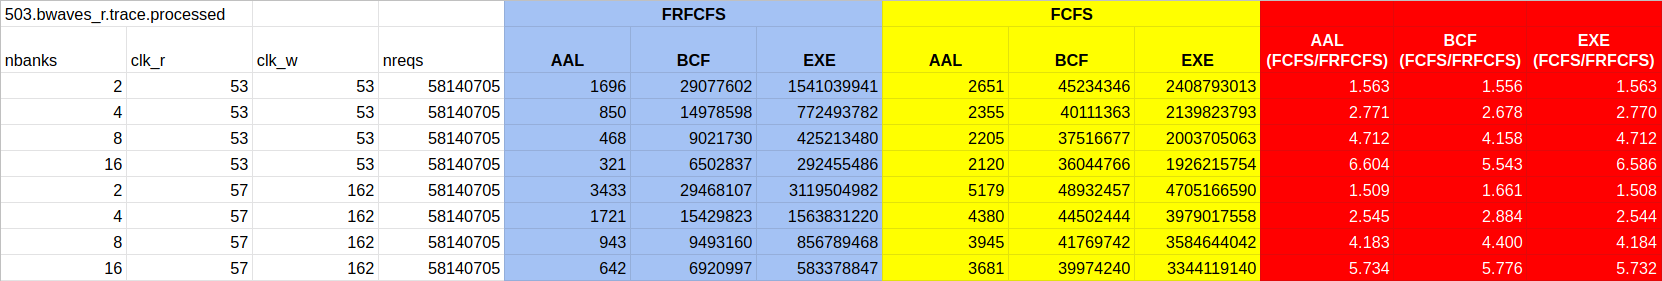 503.bwaves_r.trace.processed FRFCFS FCFS
nbanks clk_r clk_w nreqs AAL BCF EXE AAL BCF EXE AAL (FCFS/FRFCFS) BCF (FCFS/FRFCFS) EXE (FCFS/FRFCFS)
2 53 53 58140705 1696 29077602 1541039941 2651 45234346 2408793013 1.563 1.556 1.563
4 53 53 58140705 850 14978598 772493782 2355 40111363 2139823793 2.771 2.678 2.770
8 53 53 58140705 468 9021730 425213480 2205 37516677 2003705063 4.712 4.158 4.712
16 53 53 58140705 321 6502837 292455486 2120 36044766 1926215754 6.604 5.543 6.586
2 57 162 58140705 3433 29468107 3119504982 5179 48932457 4705166590 1.509 1.661 1.508
4 57 162 58140705 1721 15429823 1563831220 4380 44502444 3979017558 2.545 2.884 2.544
8 57 162 58140705 943 9493160 856789468 3945 41769742 3584644042 4.183 4.400 4.184
16 57 162 58140705 642 6920997 583378847 3681 39974240 3344119140 5.734 5.776 5.732